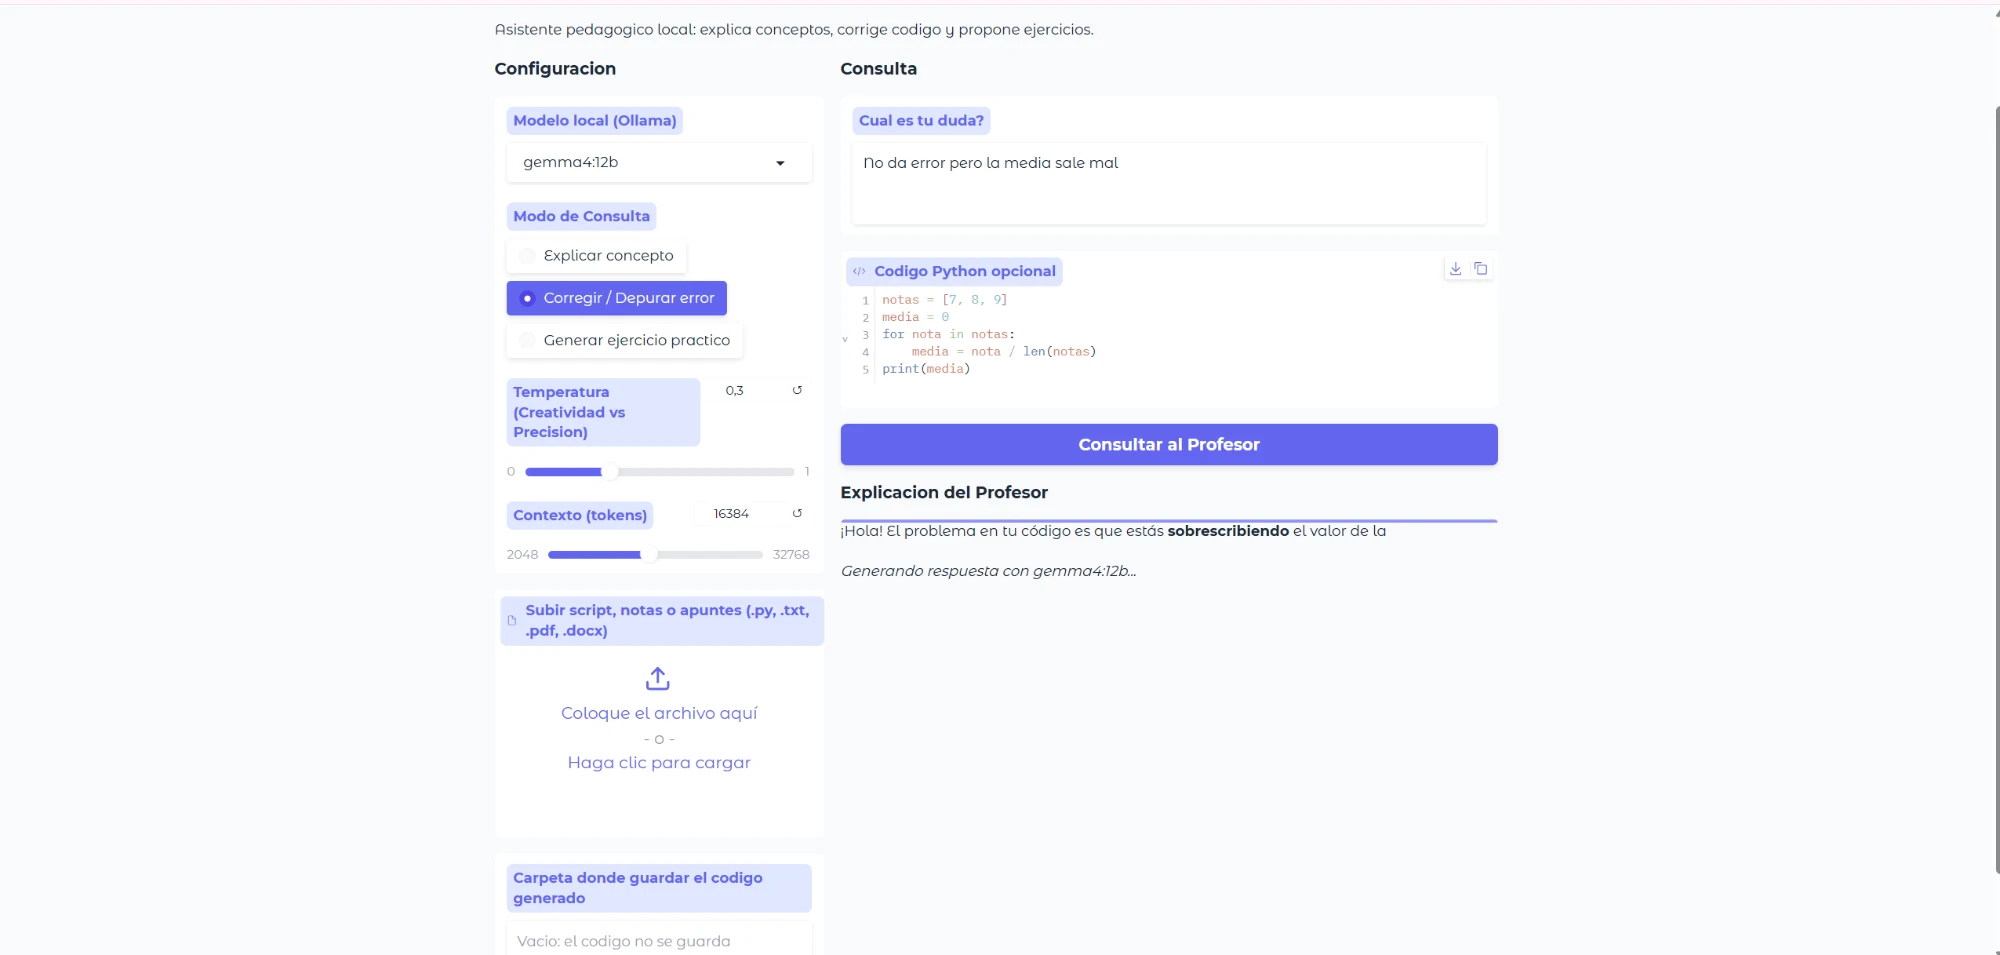 Asistente pedagogico local: explica conceptos, corrige codigo y propone ejercicios.
Configuracion
Modelo local (Ollama)
gemma4:12b
Modo de Consulta
Explicar concepto
Corregir / Depurar error
Generar ejercicio practico
Temperatura
(Creatividad vs
Precision)
0,3
0
1
Contexto (tokens)
16384
2048
32768
Subir script, notas o apuntes (.py, .txt,
.pdf, .docx)
Coloque el archivo aquí
- o -
Haga clic para cargar
Carpeta donde guardar el codigo
generado
Vacio: el codigo no se guarda
Consulta
Cual es tu duda?
No da error pero la media sale mal
Codigo Python opcional
1 notas = [7, 8, 9]
2 media = 0
3 for nota in notas:
4     media = nota / len(notas)
5 print(media)
Consultar al Profesor
Explicacion del Profesor
¡Hola! El problema en tu código es que estás sobrescribiendo el valor de la
Generando respuesta con gemma4:12b...